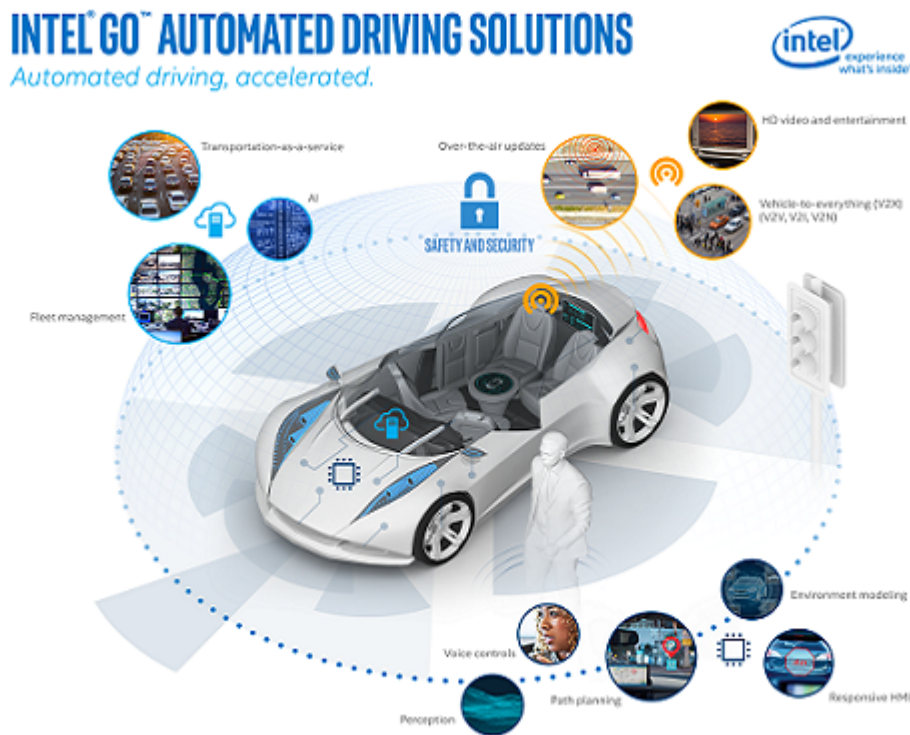 INTEL® GO™ AUTOMATED DRIVING SOLUTIONS
Automated driving, accelerated.
intel®
experience
what's inside™
HD video and entertainment
Transportation-as-a-service
Over-the-air updates
AI
Vehicle-to-everything (V2X)
(V2V, V2I, V2N)
SAFETY AND SECURITY
Fleet management
Environment modeling
Voice controls
Path planning
Responsive HMI
Perception